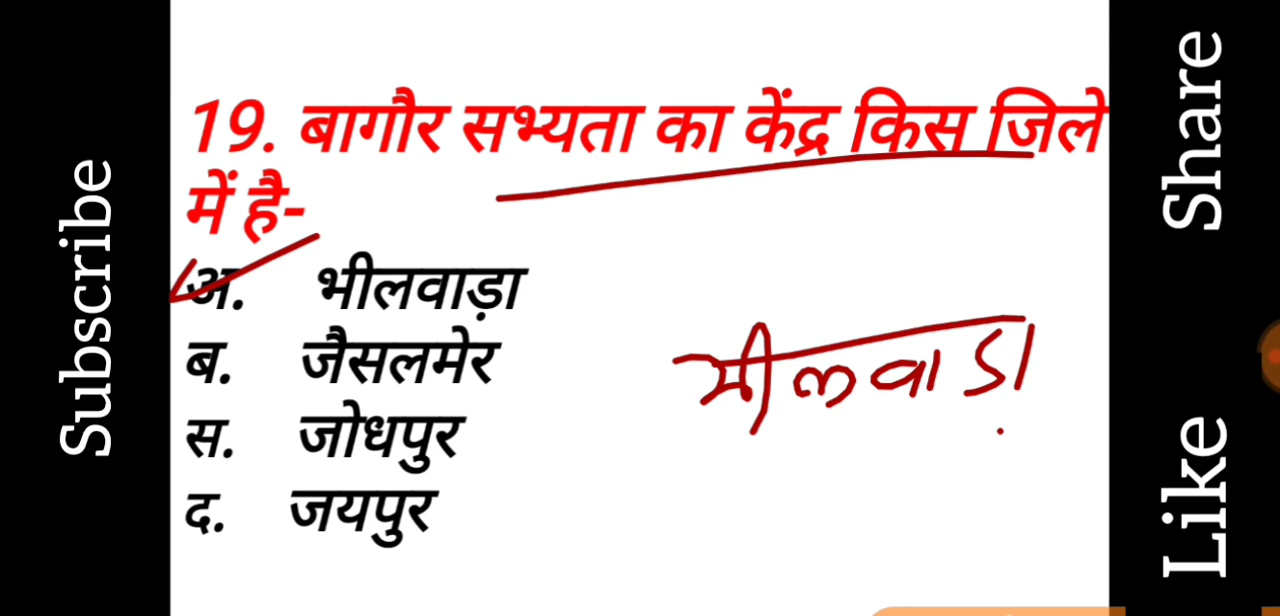 Subscribe
19. बागौर सभ्यता का केंद्र किस जिले
में है-
अ. भीलवाड़ा
ब. जैसलमेर
स. जोधपुर
द. जयपुर
भीलवाड़ा
Share
Like